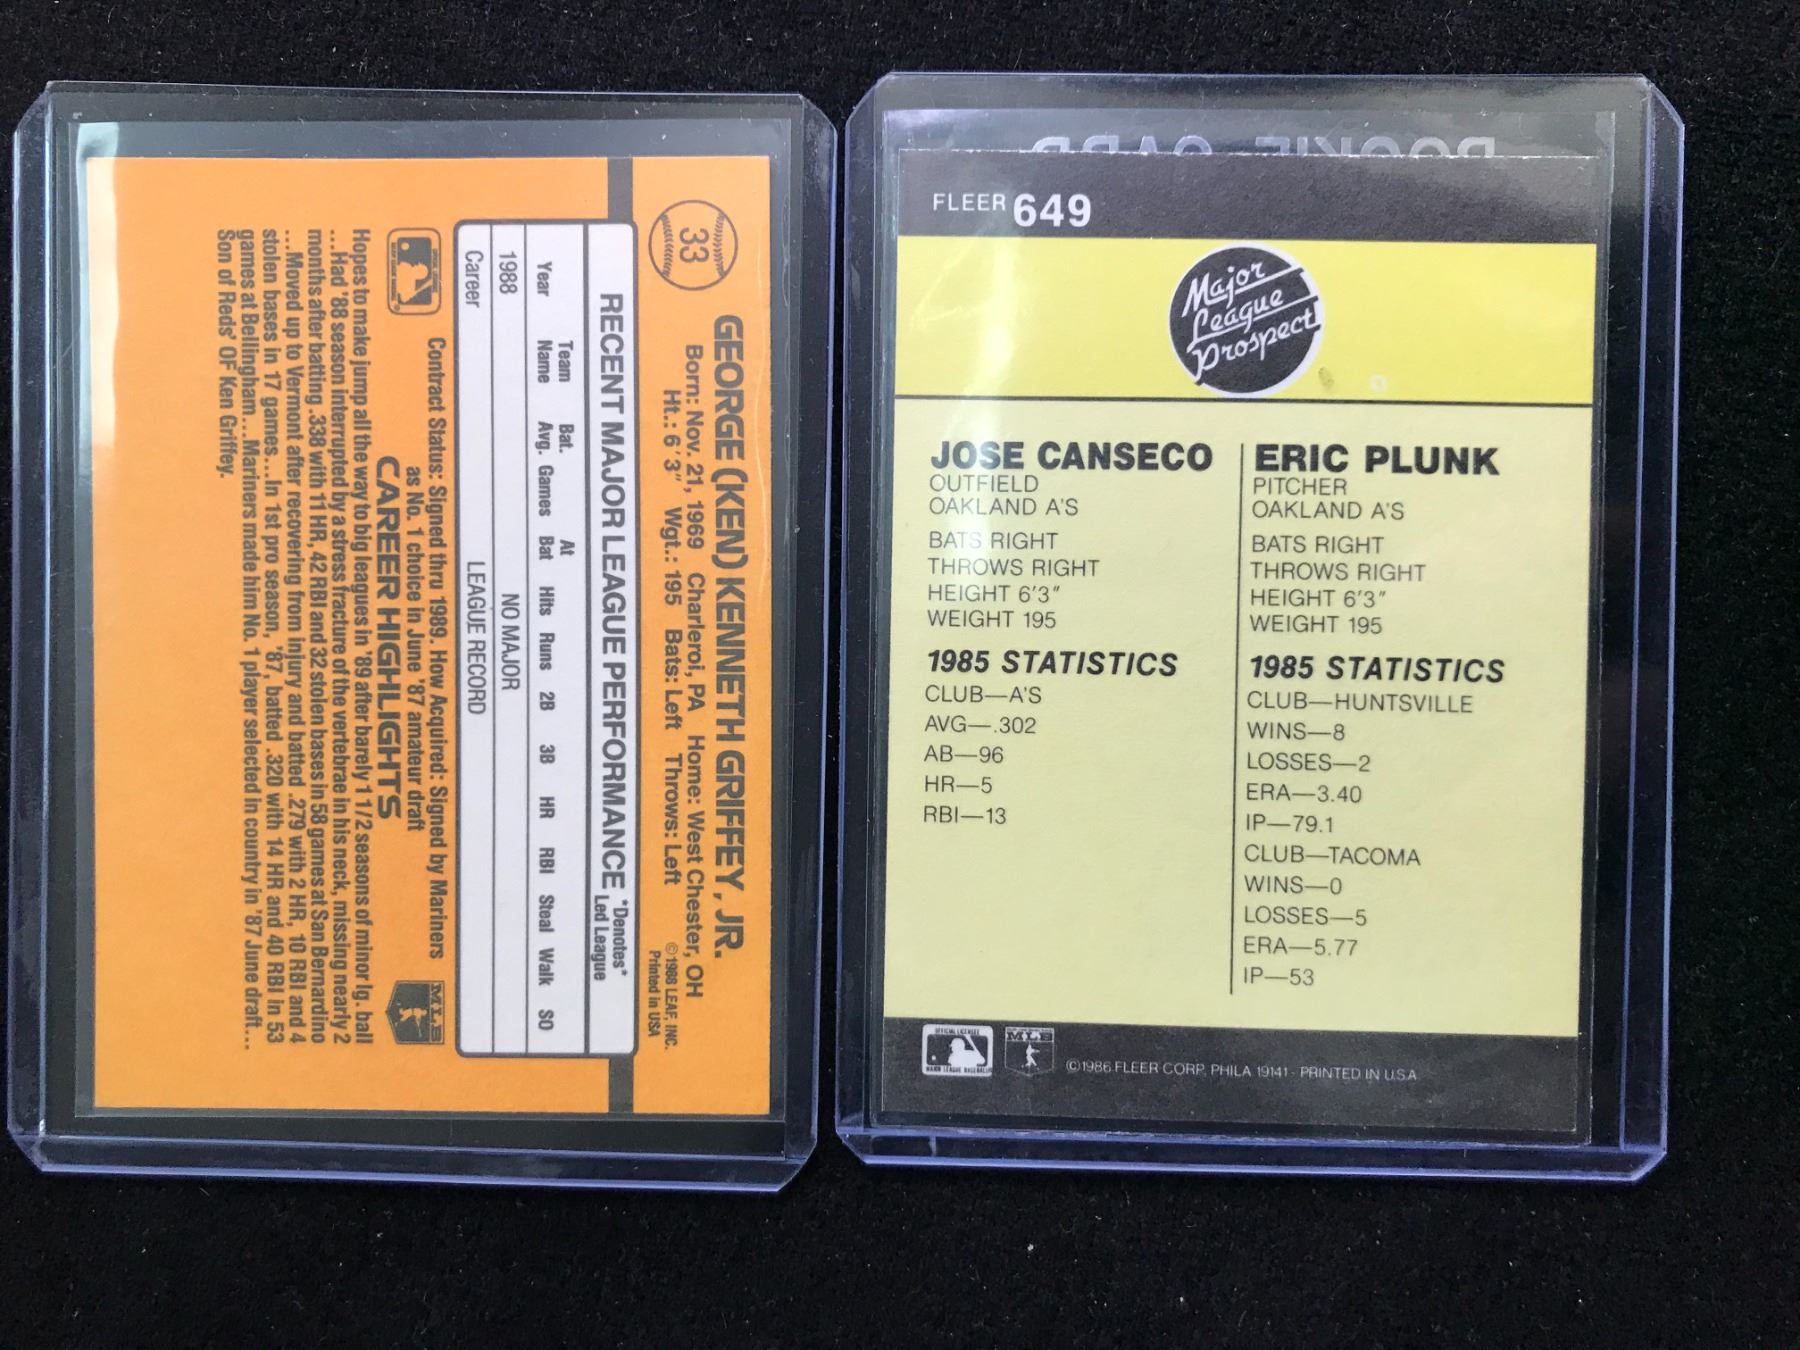 33
GEORGE (KEN) KENNETH GRIFFEY, JR.
Born: Nov. 21, 1969 Charleroi, PA Home: West Chester, OH
Ht.: 6' 3" Wgt.: 195 Bats: Left Throws: Left
©1988 LEAF, INC.
Printed in USA
RECENT MAJOR LEAGUE PERFORMANCE
*Denotes*
Led League
Year Team Name Bat. Avg. Games At Bat Hits Runs 2B 3B HR RBI Steal Walk SO
1988 NO MAJOR
Career LEAGUE RECORD
Contract Status: Signed thru 1989. How Acquired: Signed by Mariners
as No. 1 choice in June '87 amateur draft
CAREER HIGHLIGHTS
MLB
Hopes to make jump all the way to big leagues in '89 after barely 1 1/2 seasons of minor lg. ball
...Had '88 season interrupted by a stress fracture of the vertebrae in his neck, missing nearly 2
months after batting .338 with 11 HR, 42 RBI and 32 stolen bases in 58 games at San Bernardino
...Moved up to Vermont after recovering from injury and batted .279 with 2 HR, 10 RBI and 4
stolen bases in 17 games...In 1st pro season, '87, batted .320 with 14 HR and 40 RBI in 53
games at Bellingham...Mariners made him No. 1 player selected in country in '87 June draft...
Son of Reds' OF Ken Griffey.
ROOKIE CARD
FLEER 649
Major
League
Prospect
JOSE CANSECO
OUTFIELD
OAKLAND A'S
BATS RIGHT
THROWS RIGHT
HEIGHT 6'3"
WEIGHT 195
1985 STATISTICS
CLUB—A'S
AVG—.302
AB—96
HR—5
RBI—13
ERIC PLUNK
PITCHER
OAKLAND A'S
BATS RIGHT
THROWS RIGHT
HEIGHT 6'3"
WEIGHT 195
1985 STATISTICS
CLUB—HUNTSVILLE
WINS—8
LOSSES—2
ERA—3.40
IP—79.1
CLUB—TACOMA
WINS—0
LOSSES—5
ERA—5.77
IP—53
OFFICIAL LICENSEE
MAJOR LEAGUE BASEBALL
MLB
©1986 FLEER CORP, PHILA 19141 - PRINTED IN U.S.A.